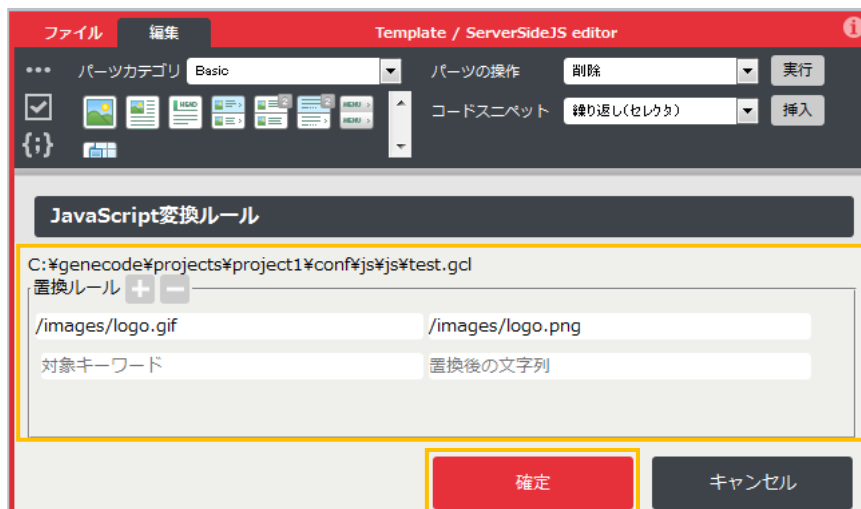 ファイル 編集 Template / ServerSideJS editor
パーツカテゴリ Basic パーツの操作 削除 実行
HEAD 2 2 MENU MENU コードスニペット 繰り返し(セレクタ) 挿入
{;}
JavaScript変換ルール
C:¥genecode¥projects¥project1¥conf¥js¥js¥test.gcl
置換ルール + −
/images/logo.gif /images/logo.png
対象キーワード 置換後の文字列
確定 キャンセル